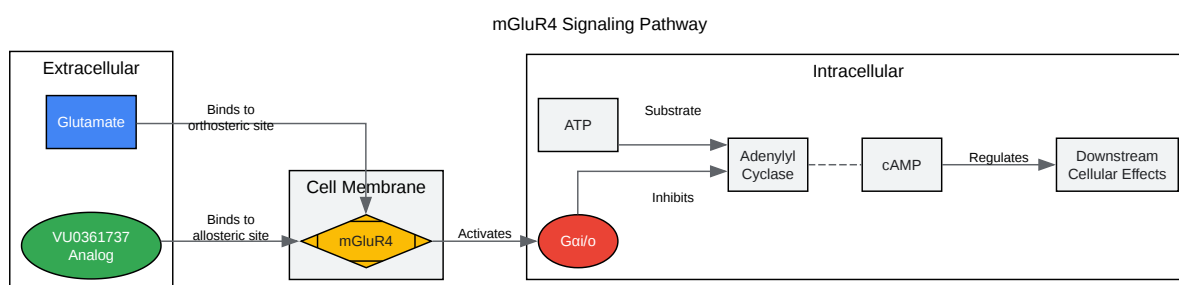 mGluR4 Signaling Pathway
Extracellular
Glutamate
VU0361737
Analog
Binds to
orthosteric site
Binds to
allosteric site
Cell Membrane
mGluR4
Activates
Intracellular
ATP
Substrate
Gαi/o
Inhibits
Adenylyl
Cyclase
cAMP
Regulates
Downstream
Cellular Effects